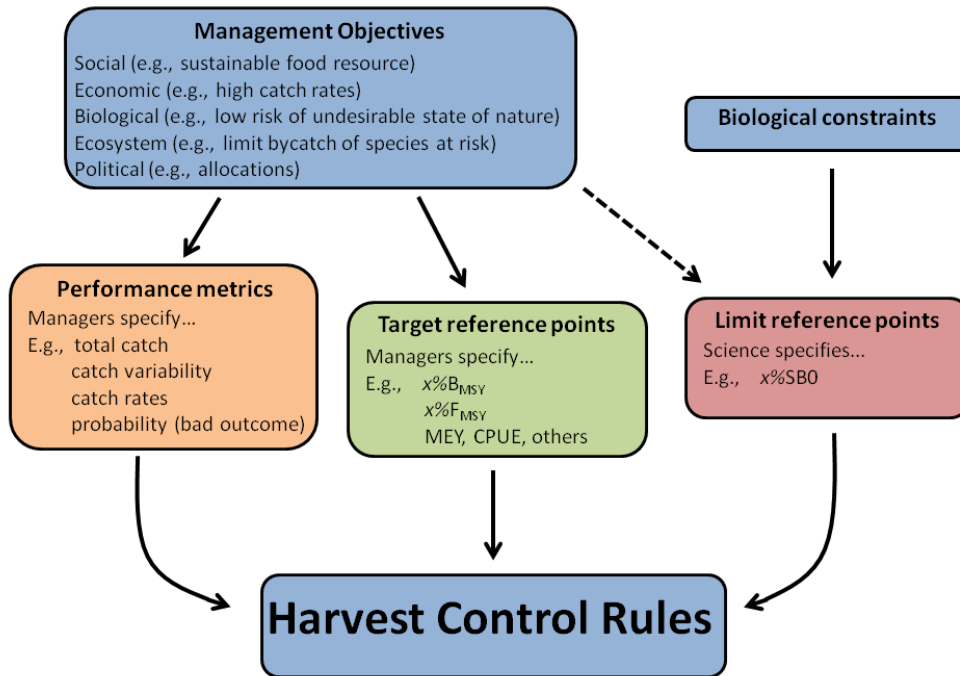 Management Objectives
Social (e.g., sustainable food resource)
Economic (e.g., high catch rates)
Biological (e.g., low risk of undesirable state of nature)
Ecosystem (e.g., limit bycatch of species at risk)
Political (e.g., allocations)
Biological constraints
Performance metrics
Managers specify...
E.g., total catch
catch variability
catch rates
probability (bad outcome)
Target reference points
Managers specify...
E.g., x%BMSY
x%FMSY
MEY, CPUE, others
Limit reference points
Science specifies...
E.g., x%SB0
Harvest Control Rules